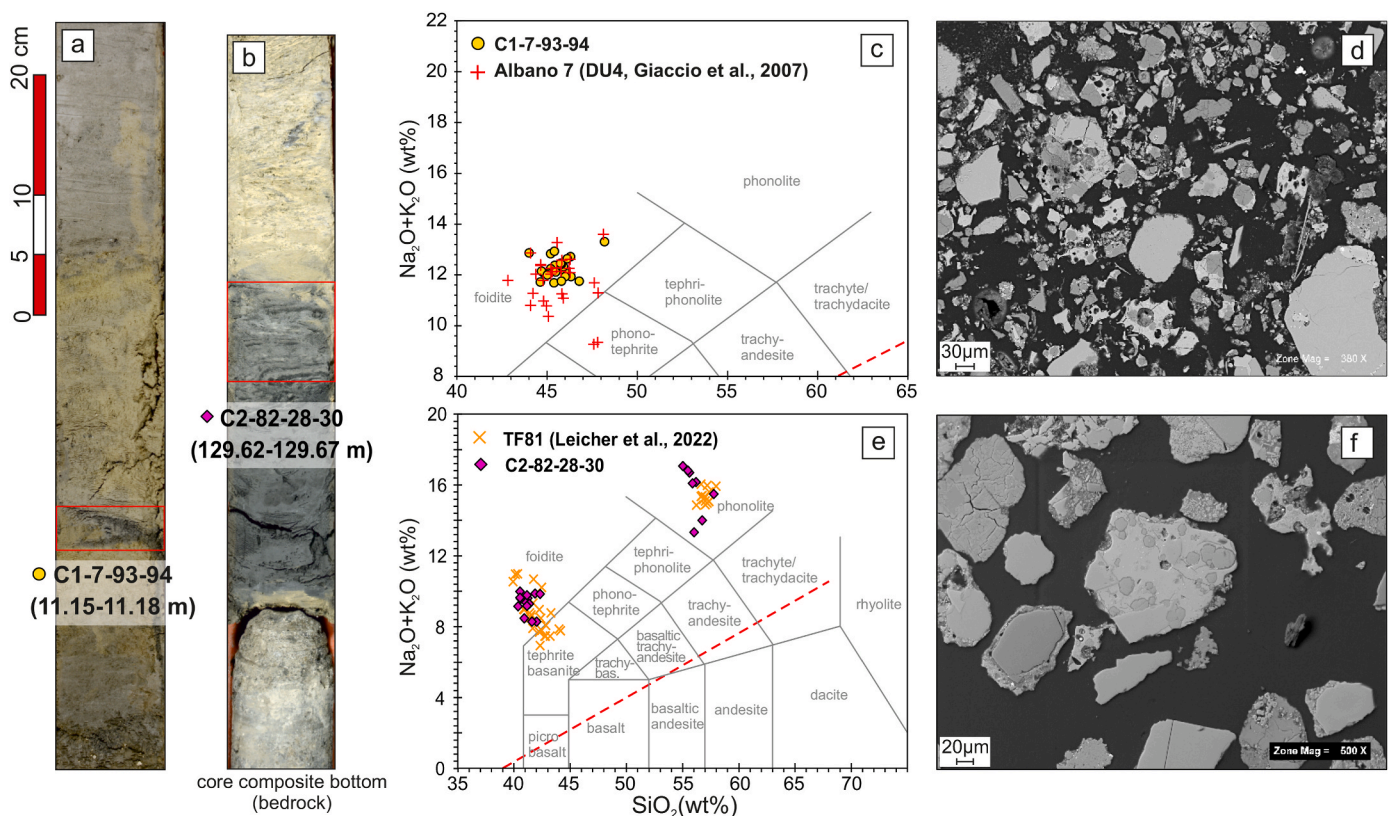 a
20 cm
10
5
0
C1-7-93-94
(11.15-11.18 m)
b
C2-82-28-30
(129.62-129.67 m)
core composite bottom
(bedrock)
c
C1-7-93-94
Albano 7 (DU4, Giaccio et al., 2007)
Na₂O+K₂O (wt%)
22
20
18
16
14
12
10
8
40
45
50
55
60
65
phonolite
foidite
tephri-
phonolite
trachyte/
trachydacite
phono-
tephrite
trachy-
andesite
d
30µm
Zone Mag = 380 X
e
TF81 (Leicher et al., 2022)
C2-82-28-30
Na₂O+K₂O (wt%)
20
16
12
8
4
0
35
40
45
50
55
60
65
70
SiO₂(wt%)
phonolite
foidite
tephri-
phonolite
trachyte/
trachydacite
phono-
tephrite
trachy-
andesite
rhyolite
basaltic
trachy-
andesite
tephrite
basanite
trachy-
bas.
dacite
picro
basalt
basalt
basaltic
andesite
andesite
f
20µm
Zone Mag = 500 X